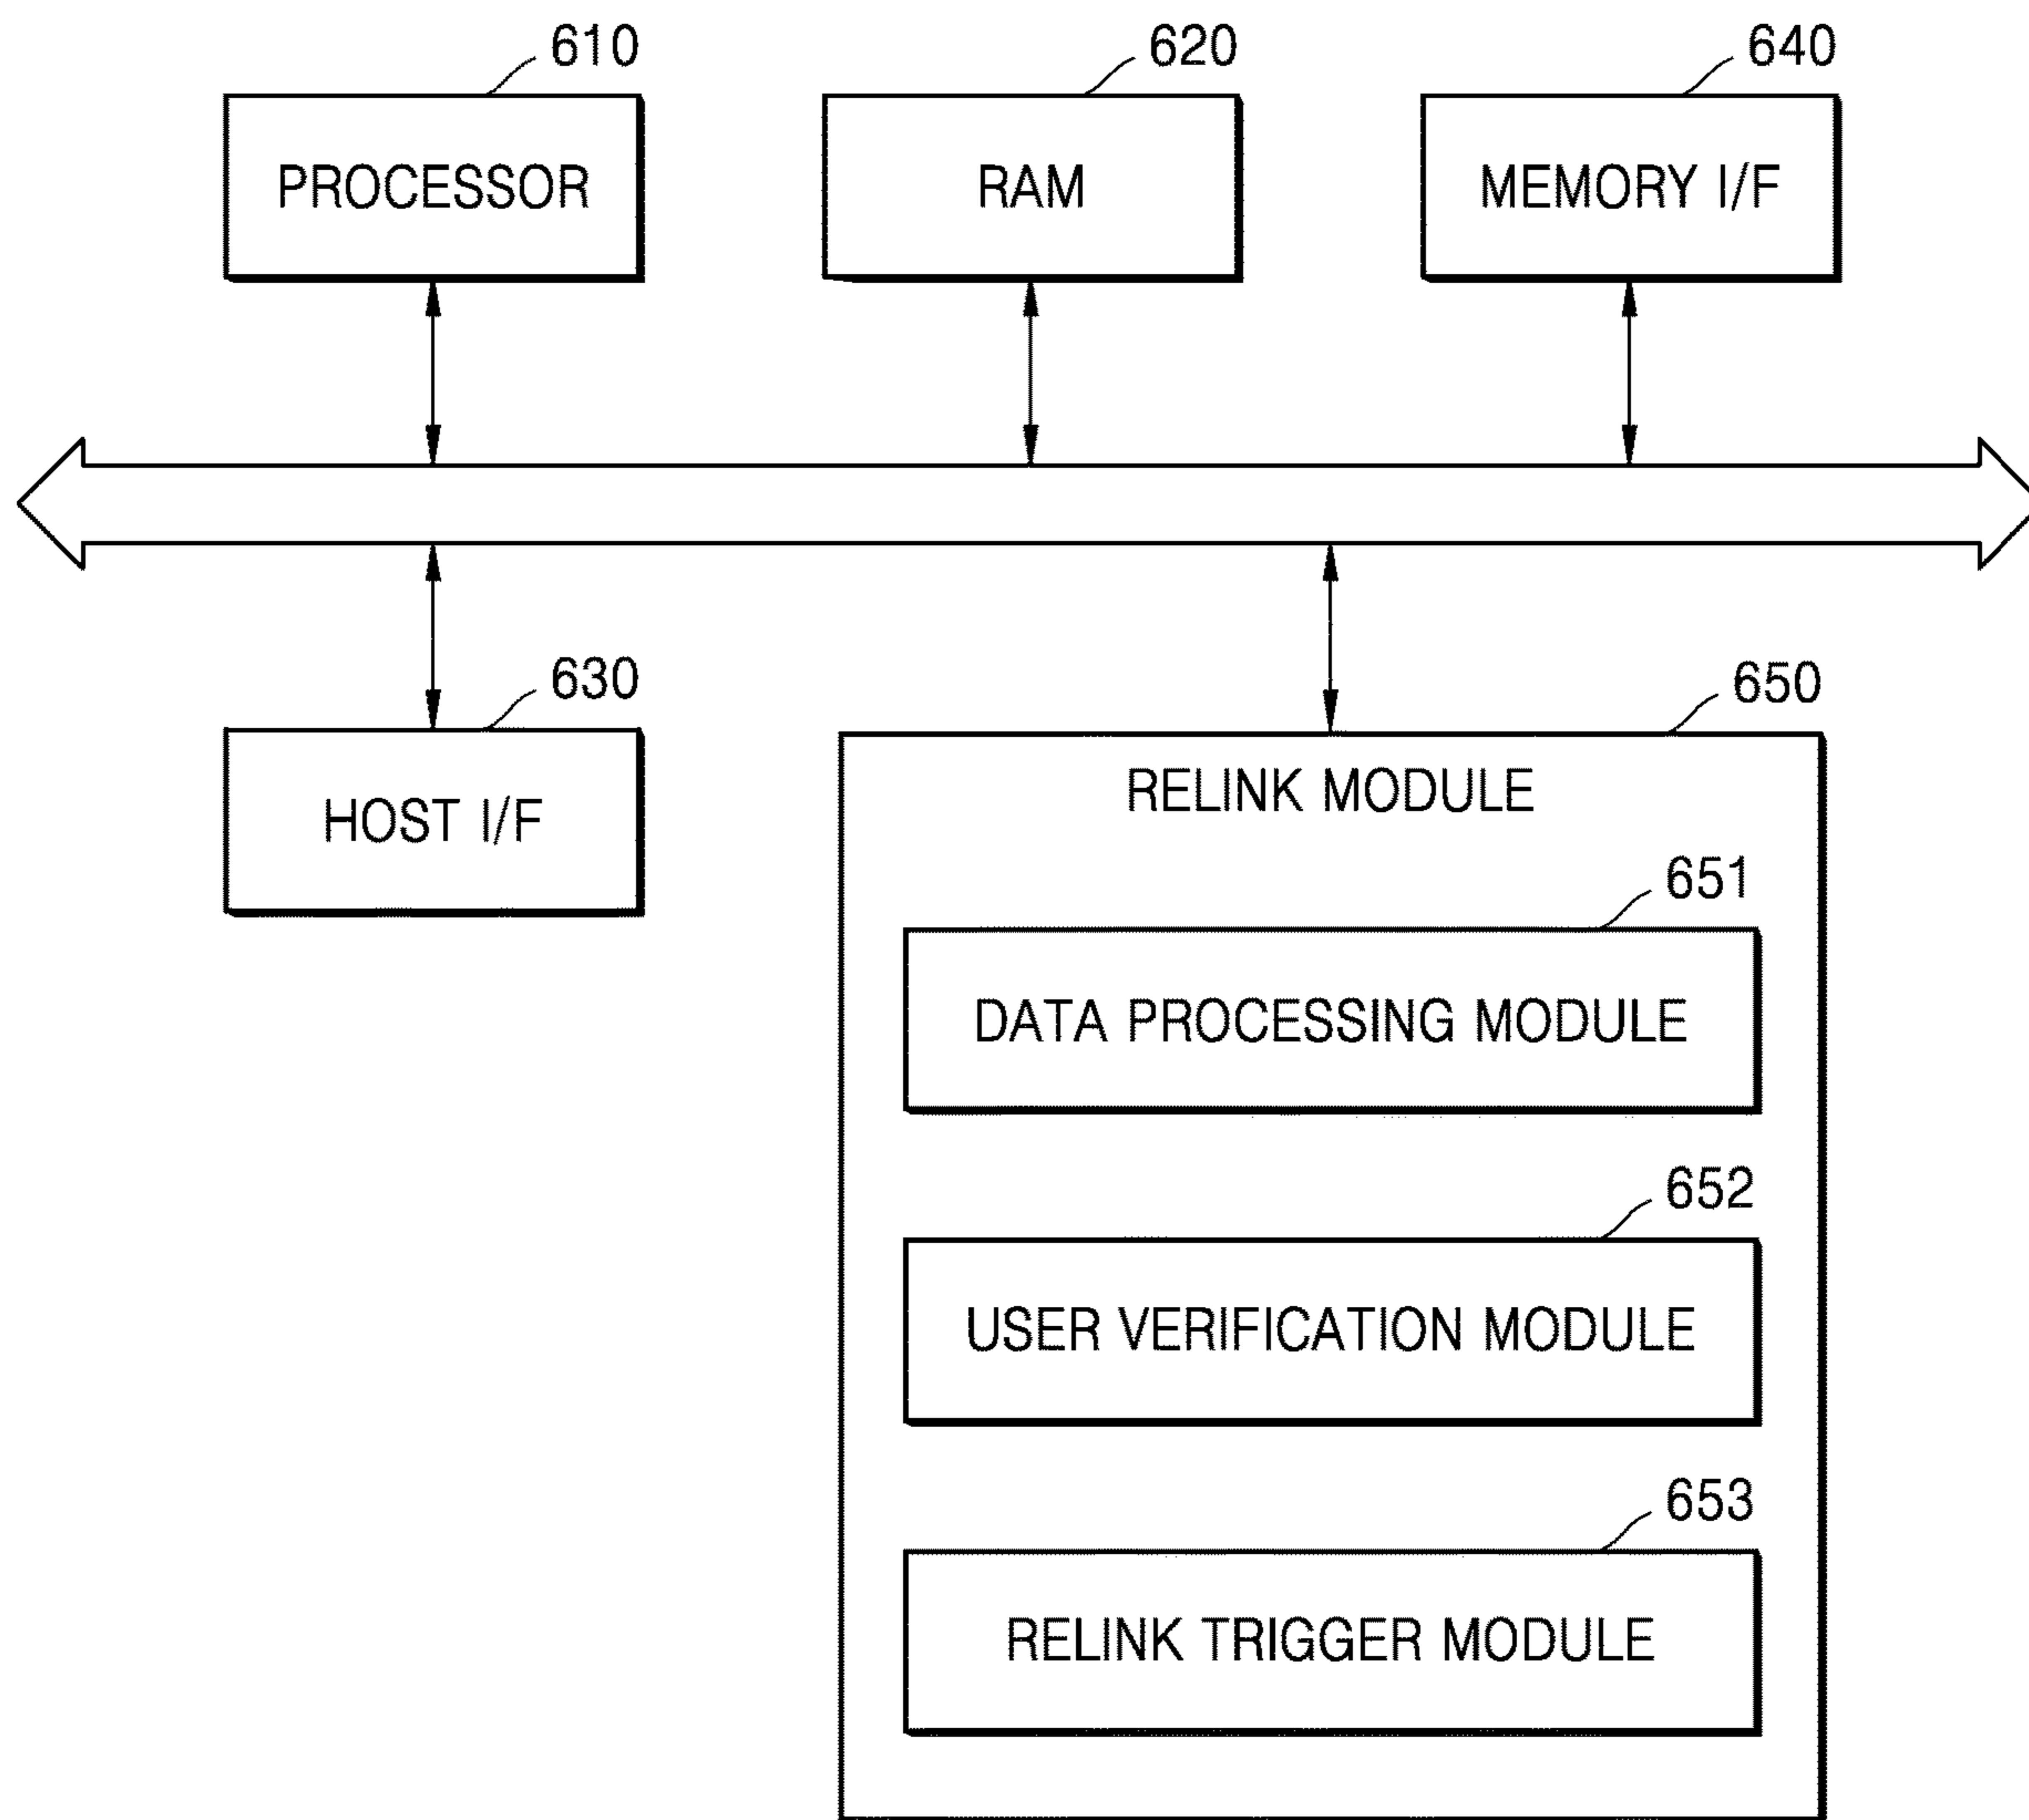 610
620
640
PROCESSOR
RAM
MEMORY I/F
630
650
HOST I/F
RELINK MODULE
651
DATA PROCESSING MODULE
652
USER VERIFICATION MODULE
653
RELINK TRIGGER MODULE